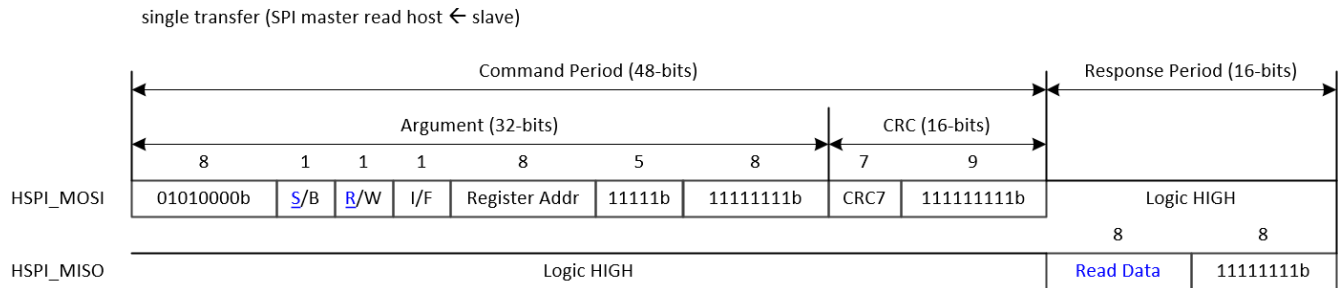 single transfer (SPI master read host ← slave)
Command Period (48-bits) Response Period (16-bits)
Argument (32-bits) CRC (16-bits)
8 1 1 1 8 5 8 7 9
HSPI_MOSI 01010000b S/B R/W I/F Register Addr 11111b 11111111b CRC7 111111111b Logic HIGH
8 8
HSPI_MISO Logic HIGH Read Data 11111111b